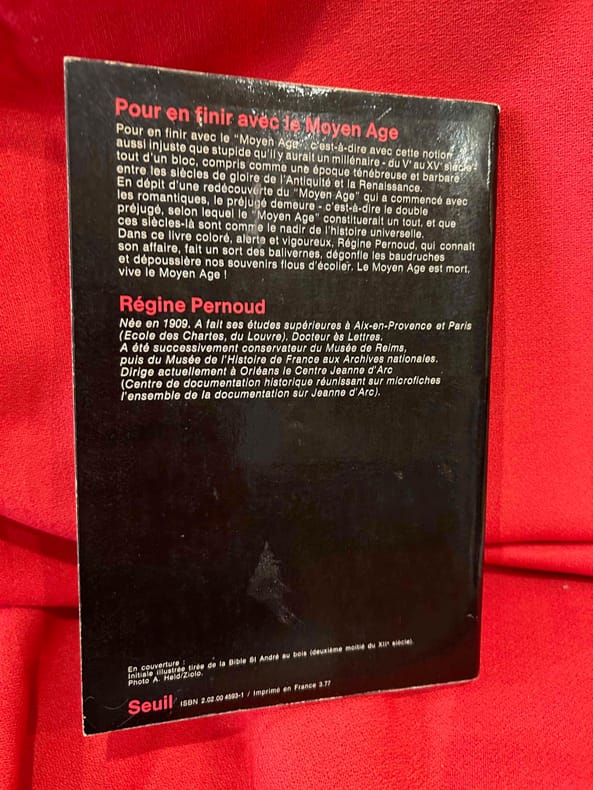 Pour en finir avec le Moyen Age
Pour en finir avec le "Moyen Age", c'est-à-dire avec cette notion
aussi injuste que stupide qu'il y aurait un millénaire - du Vᵉ au XVᵉ siècle -
tout d'un bloc, compris comme une époque ténébreuse et barbare
entre les siècles de gloire de l'Antiquité et la Renaissance.
En dépit d'une redécouverte du "Moyen Age" qui a commencé avec
les romantiques, le préjugé demeure - c'est-à-dire le double
préjugé, selon lequel le "Moyen Age" constituerait un tout, et que
ces siècles-là sont comme le nadir de l'histoire universelle.
Dans ce livre coloré, alerte et vigoureux, Régine Pernoud, qui connaît
son affaire, fait un sort des balivernes, dégonfle les baudruches
et dépoussière nos souvenirs flous d'écolier. Le Moyen Age est mort,
vive le Moyen Age !
Régine Pernoud
Née en 1909. A fait ses études supérieures à Aix-en-Provence et Paris
(Ecole des Chartes, du Louvre). Docteur ès Lettres.
A été successivement conservateur du Musée de Reims,
puis du Musée de l'Histoire de France aux Archives nationales.
Dirige actuellement à Orléans le Centre Jeanne d'Arc
(Centre de documentation historique réunissant sur microfiches
l'ensemble de la documentation sur Jeanne d'Arc).
En couverture :
Initiale illustrée tirée de la Bible St André au bois (deuxième moitié du XIIᵉ siècle).
Photo A. Held/Ziolo.
Seuil ISBN 2.02.00 4593-1 / Imprimé en France 3.77